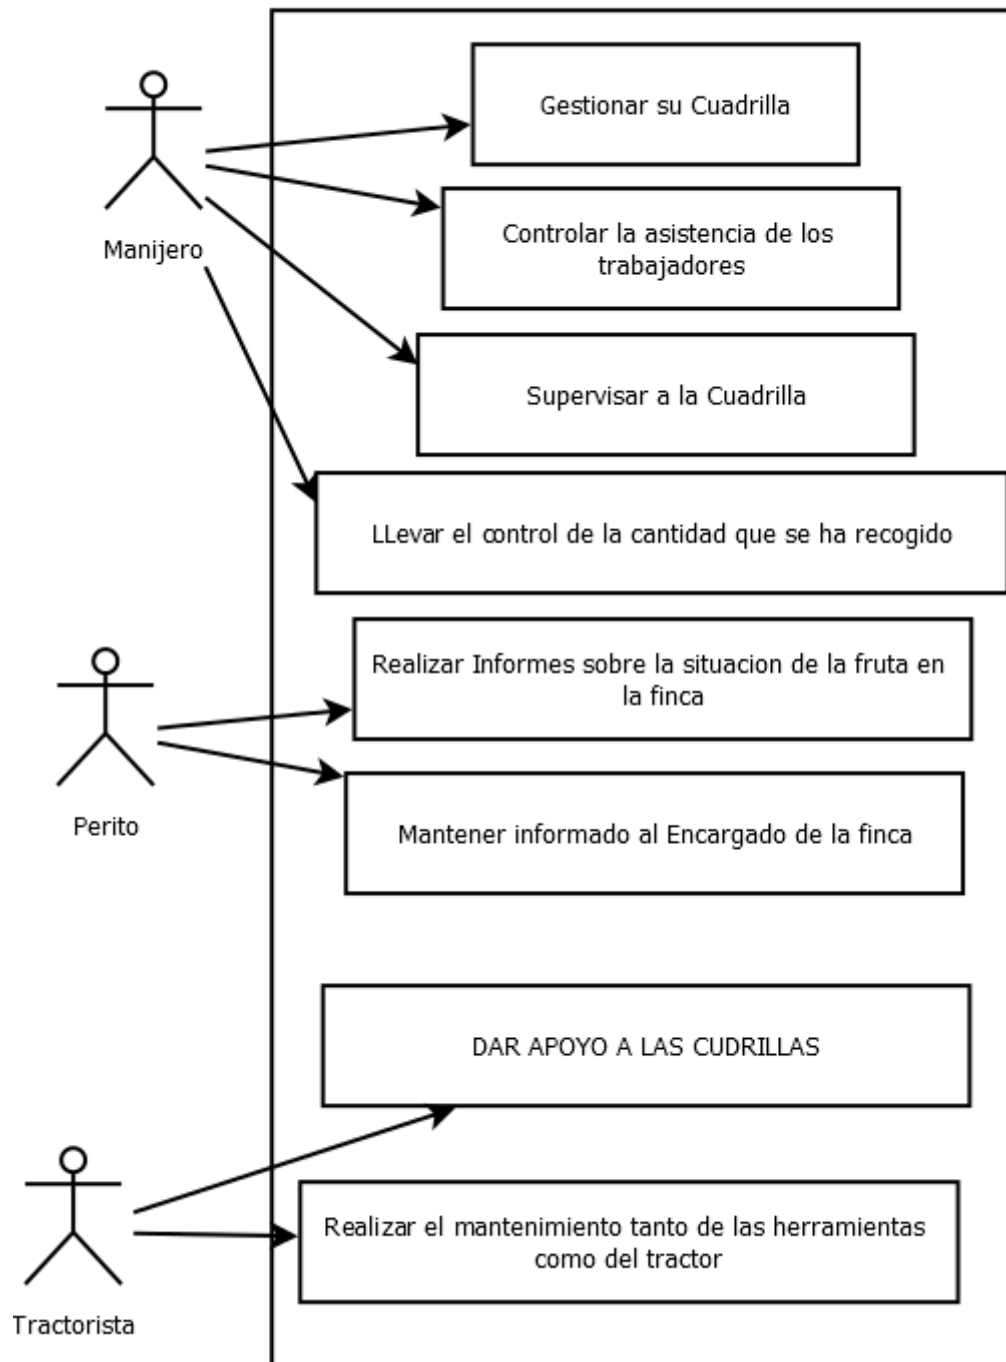 Gestionar su Cuadrilla
Manijero
Controlar la asistencia de los
trabajadores
Supervisar a la Cuadrilla
LLevar el control de la cantidad que se ha recogido
Realizar Informes sobre la situacion de la fruta en
la finca
Perito
Mantener informado al Encargado de la finca
DAR APOYO A LAS CUDRILLAS
Realizar el mantenimiento tanto de las herramientas
como del tractor
Tractorista